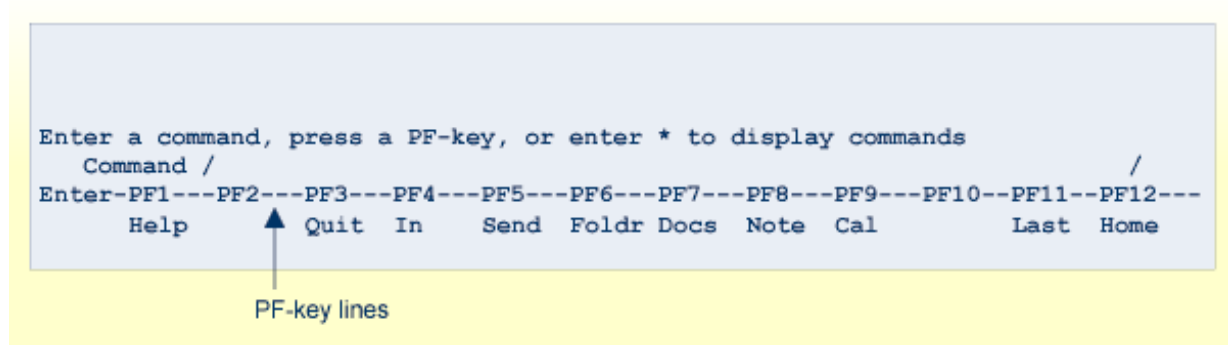 Enter a command, press a PF-key, or enter * to display commands
Command / /
Enter-PF1---PF2---PF3---PF4---PF5---PF6---PF7---PF8---PF9---PF10--PF11--PF12---
Help Quit In Send Foldr Docs Note Cal Last Home
PF-key lines